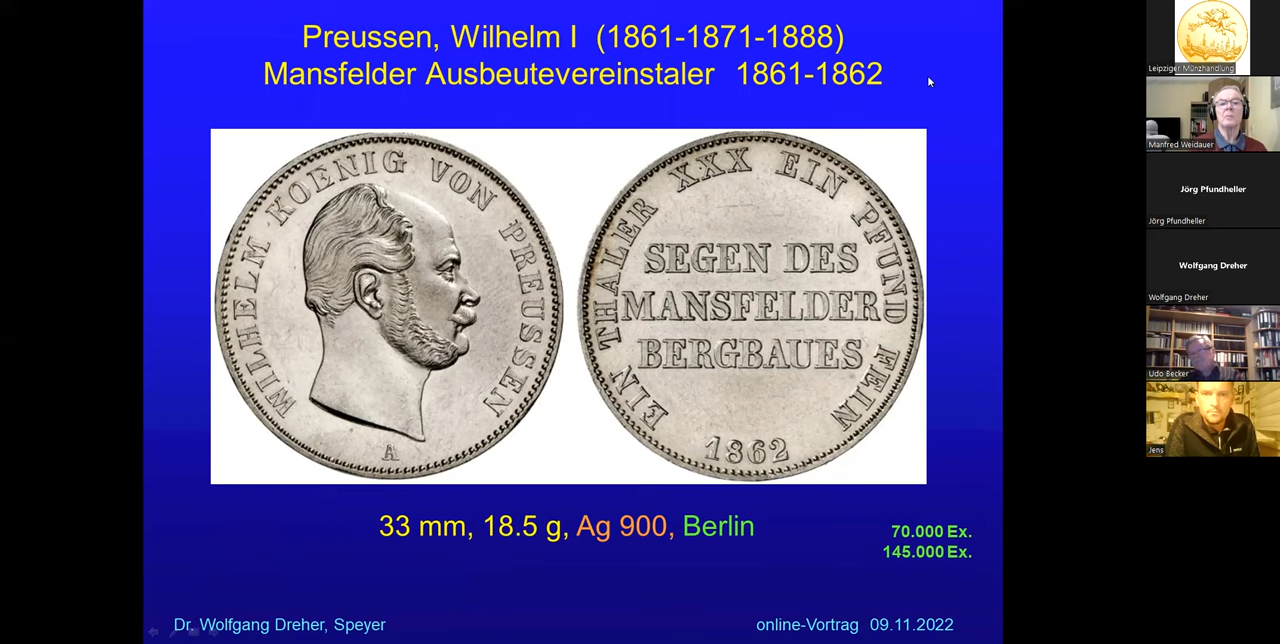 Preussen, Wilhelm I (1861-1871-1888)
Mansfelder Ausbeutevereinstaler 1861-1862
WILHELM KOENIG VON PREUSSEN
A
EIN THALER XXX EIN PFUND FEIN
SEGEN DES
MANSFELDER
BERGBAUES
1862
33 mm, 18.5 g, Ag 900, Berlin
70.000 Ex.
145.000 Ex.
Dr. Wolfgang Dreher, Speyer
online-Vortrag 09.11.2022
Leipziger Münzhandlung
Manfred Weidauer
Jörg Pfundheller
Jörg Pfundheller
Wolfgang Dreher
Wolfgang Dreher
Udo Becker
Jens